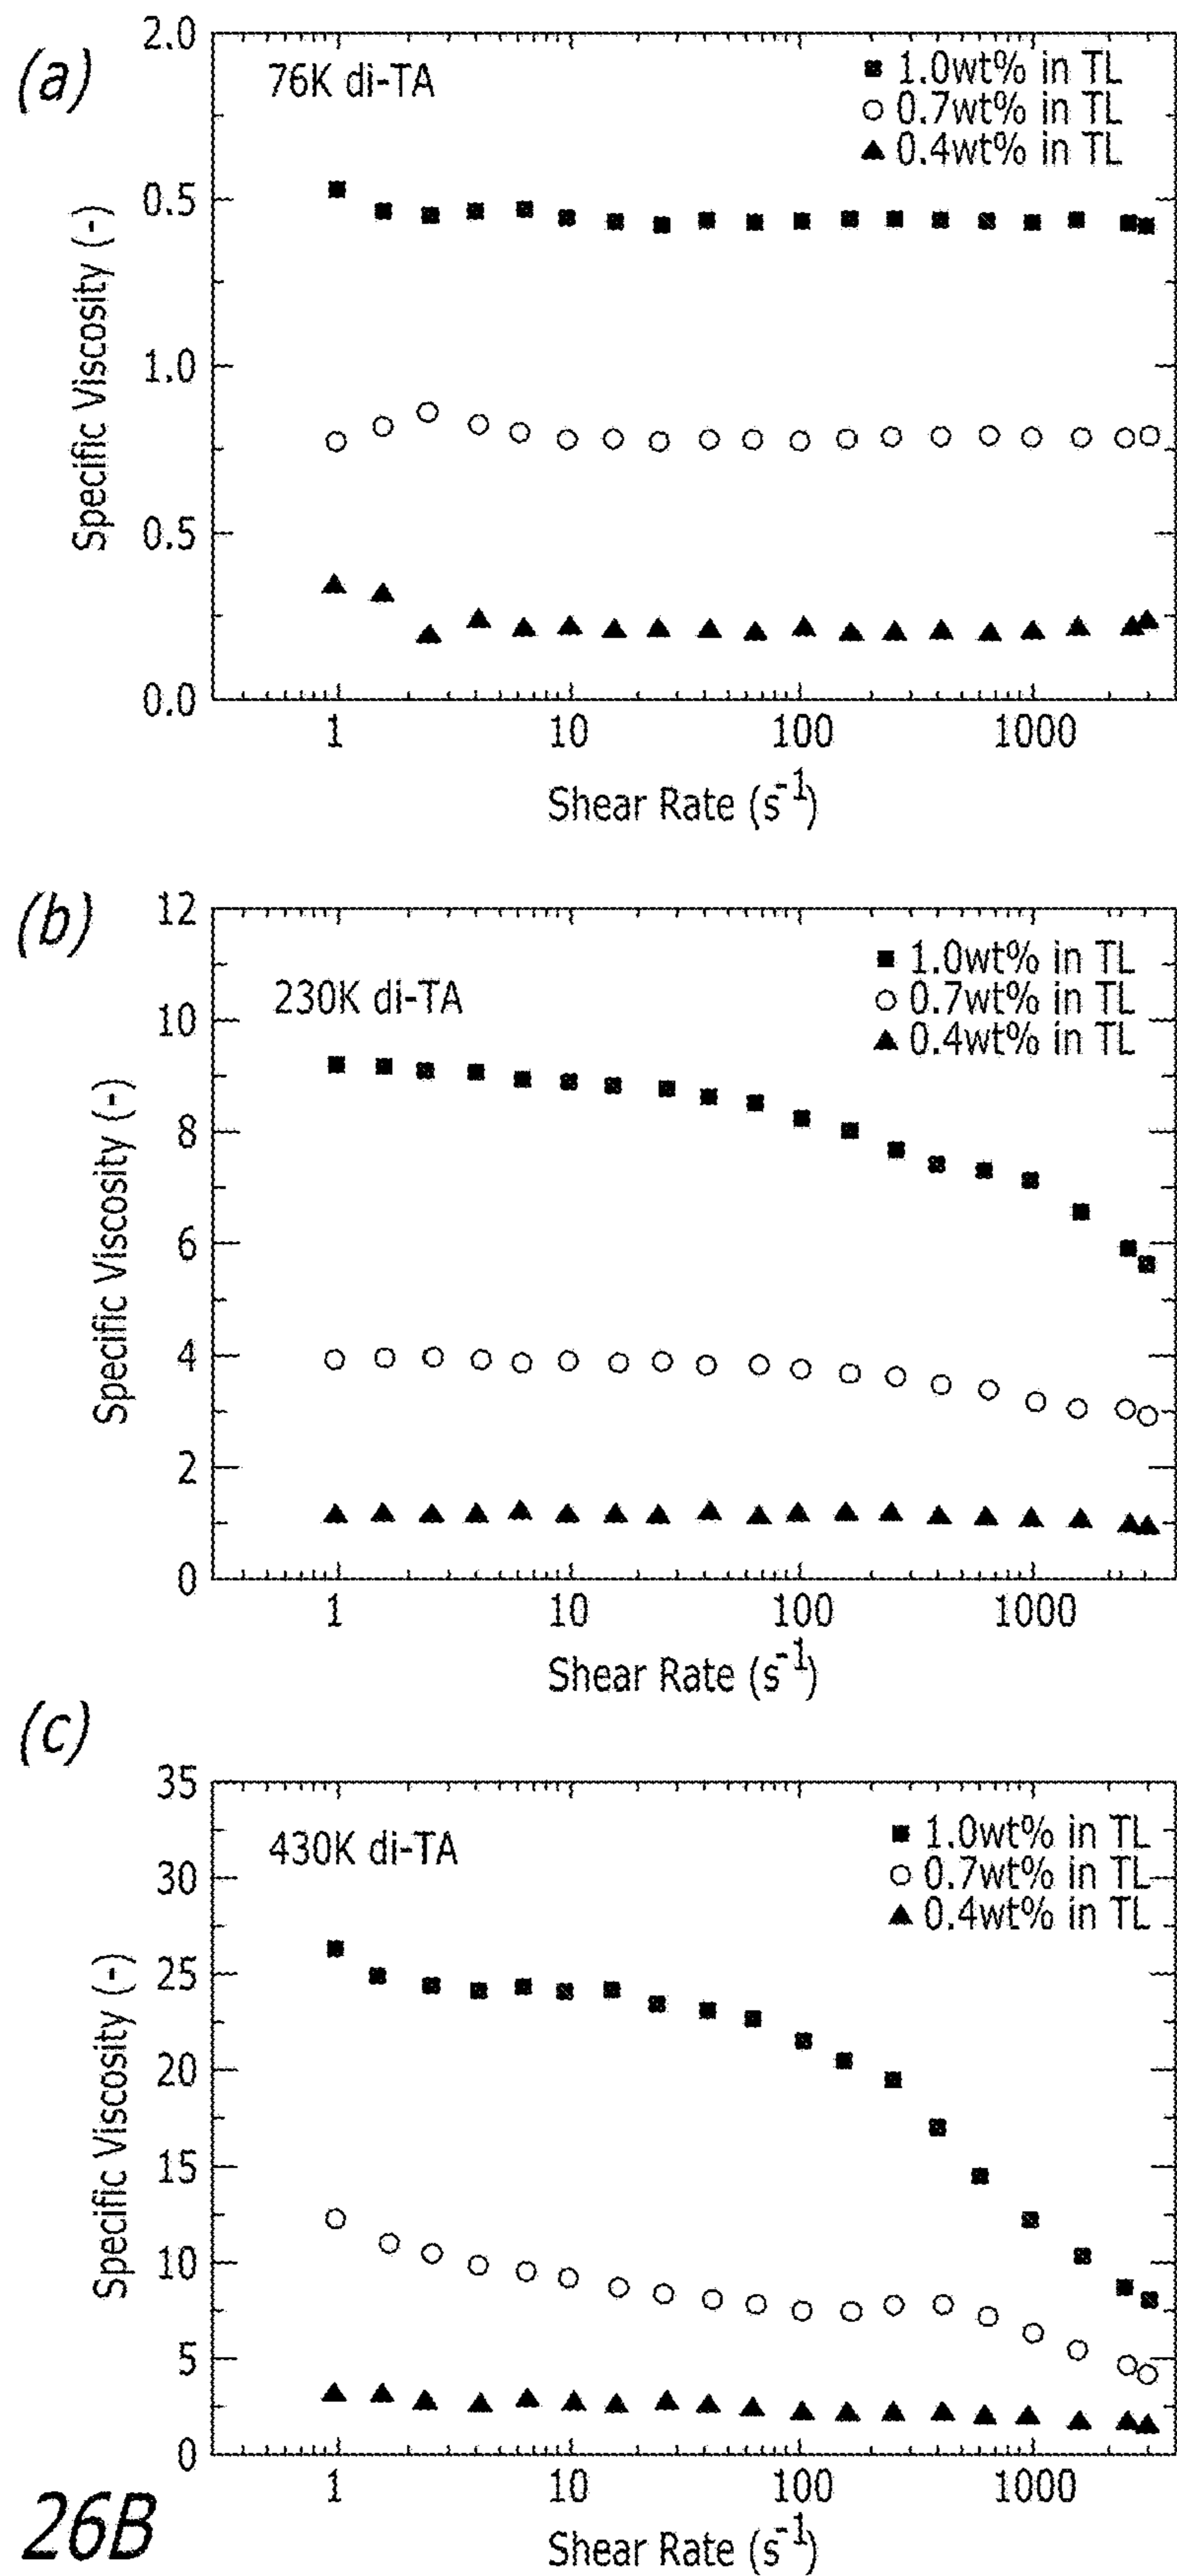 (a)
2.0
76K di-TA
1.0wt% in TL
0.7wt% in TL
0.4wt% in TL
0.5
1.0
0.5
0.0
Specific Viscosity (-)
1 10 100 1000
Shear Rate (s⁻¹)
(b)
12
230K di-TA
1.0wt% in TL
0.7wt% in TL
0.4wt% in TL
10
8
6
4
2
0
Specific Viscosity (-)
1 10 100 1000
Shear Rate (s⁻¹)
(c)
35
430K di-TA
1.0wt% in TL
0.7wt% in TL
0.4wt% in TL
30
25
20
15
10
5
0
Specific Viscosity (-)
1 10 100 1000
Shear Rate (s⁻¹)
26B